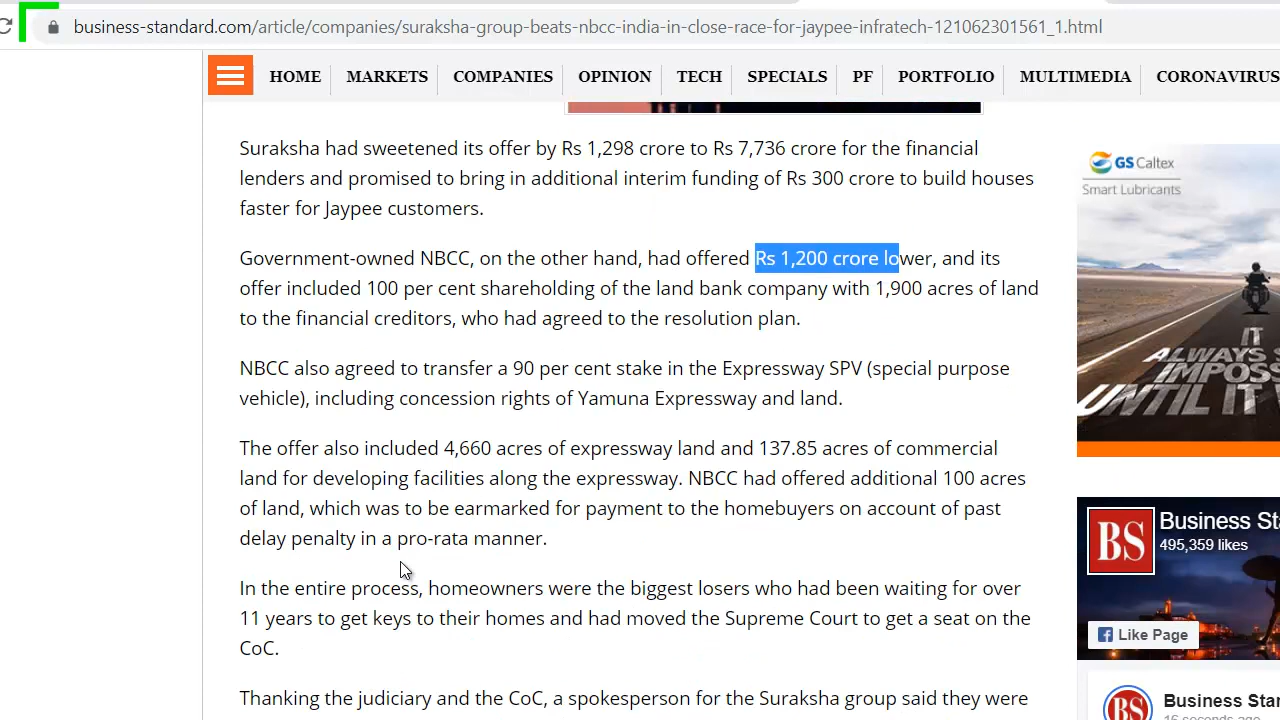 business-standard.com/article/companies/suraksha-group-beats-nbcc-india-in-close-race-for-jaypee-infratech-121062301561_1.html
HOME MARKETS COMPANIES OPINION TECH SPECIALS PF PORTFOLIO MULTIMEDIA CORONAVIRUS
Suraksha had sweetened its offer by Rs 1,298 crore to Rs 7,736 crore for the financial
lenders and promised to bring in additional interim funding of Rs 300 crore to build houses
faster for Jaypee customers.
Government-owned NBCC, on the other hand, had offered Rs 1,200 crore lower, and its
offer included 100 per cent shareholding of the land bank company with 1,900 acres of land
to the financial creditors, who had agreed to the resolution plan.
NBCC also agreed to transfer a 90 per cent stake in the Expressway SPV (special purpose
vehicle), including concession rights of Yamuna Expressway and land.
The offer also included 4,660 acres of expressway land and 137.85 acres of commercial
land for developing facilities along the expressway. NBCC had offered additional 100 acres
of land, which was to be earmarked for payment to the homebuyers on account of past
delay penalty in a pro-rata manner.
In the entire process, homeowners were the biggest losers who had been waiting for over
11 years to get keys to their homes and had moved the Supreme Court to get a seat on the
CoC.
Thanking the judiciary and the CoC, a spokesperson for the Suraksha group said they were
GS Caltex
Smart Lubricants
IT
ALWAYS S
IMPOSS
UNTIL IT
BS
Business Sta
495,359 likes
Like Page
BS
Business Stan
16 seconds ago